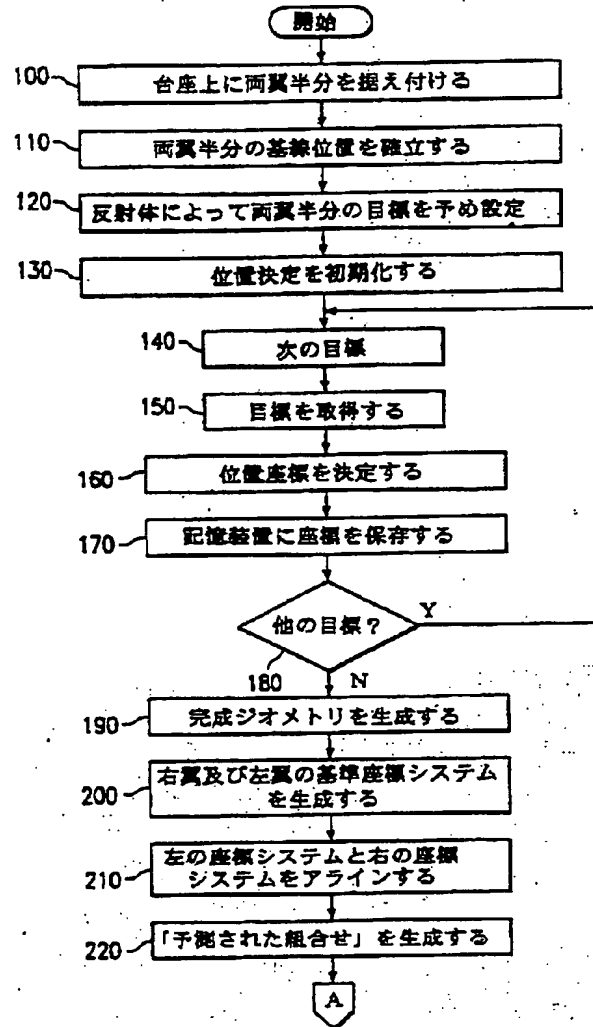 開始
100
台座上に両翼半分を据え付ける
110
両翼半分の基線位置を確立する
120
反射体によって両翼半分の目標を予め設定
130
位置決定を初期化する
140
次の目標
150
目標を取得する
160
位置座標を決定する
170
記憶装置に座標を保存する
他の目標?
Y
180
N
190
完成ジオメトリを生成する
200
右翼及び左翼の基準座標システム
を生成する
210
左の座標システムと右の座標
システムをアラインする
220
「予測された組合せ」を生成する
A